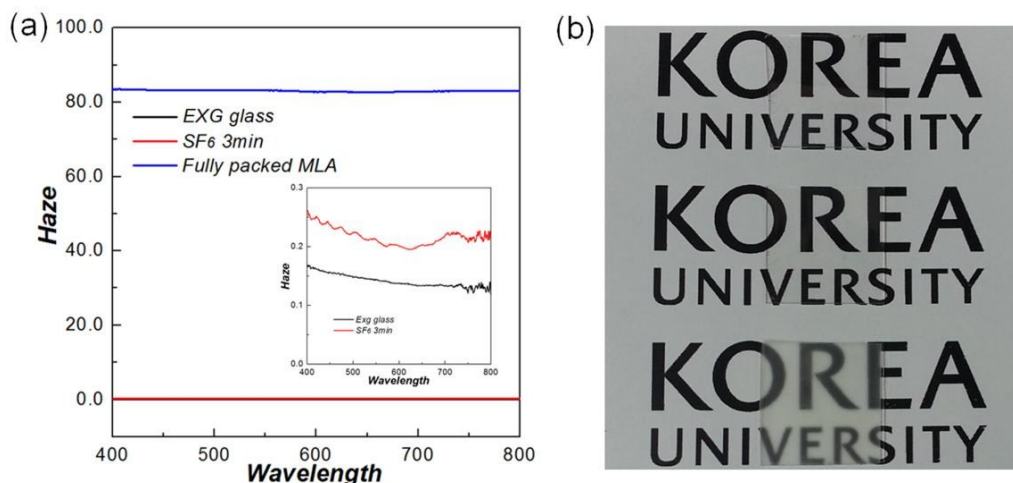 (a)
100.0
80.0
60.0
40.0
20.0
0.0
Haze
400
500
600
700
800
Wavelength
EXG glass
SF6 3min
Fully packed MLA
0.3
0.2
0.1
0.0
Haze
400
500
600
700
800
Wavelength
Exg glass
SF6 3min
(b)
KOREA
UNIVERSITY
KOREA
UNIVERSITY
KOREA
UNIVERSITY